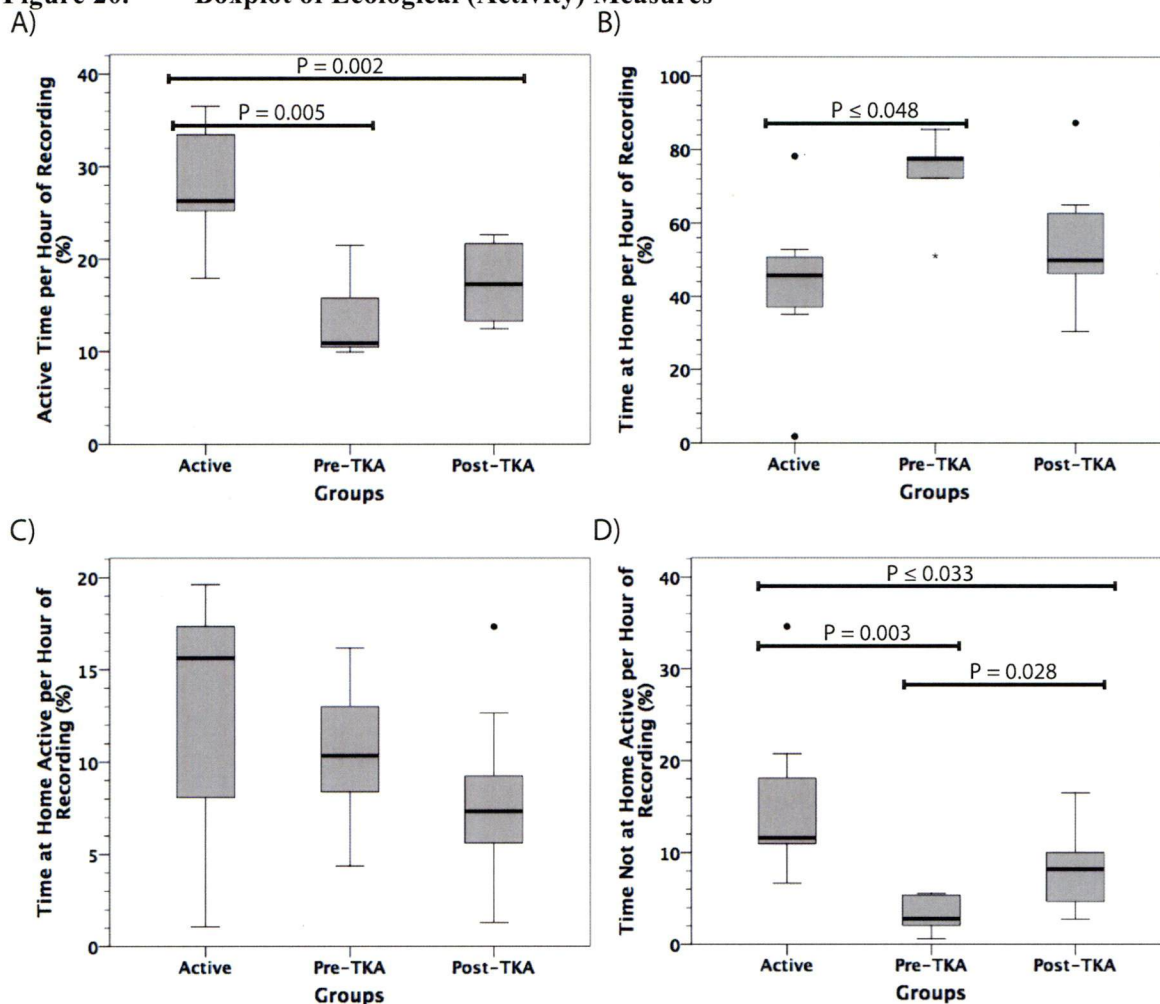 Figure 20. Boxplot of Ecological (Activity) Measures
A)
Active Time per Hour of Recording
(%)
40
30
20
10
0
P = 0.002
P = 0.005
Active Pre-TKA Post-TKA
Groups
B)
Time at Home per Hour of Recording
(%)
100
80
60
40
20
0
P ≤ 0.048
*
Active Pre-TKA Post-TKA
Groups
C)
Time at Home Active per Hour of
Recording (%)
20
15
10
5
0
Active Pre-TKA Post-TKA
Groups
D)
Time Not at Home Active per Hour of
Recording (%)
40
30
20
10
0
P ≤ 0.033
P = 0.003
P = 0.028
Active Pre-TKA Post-TKA
Groups